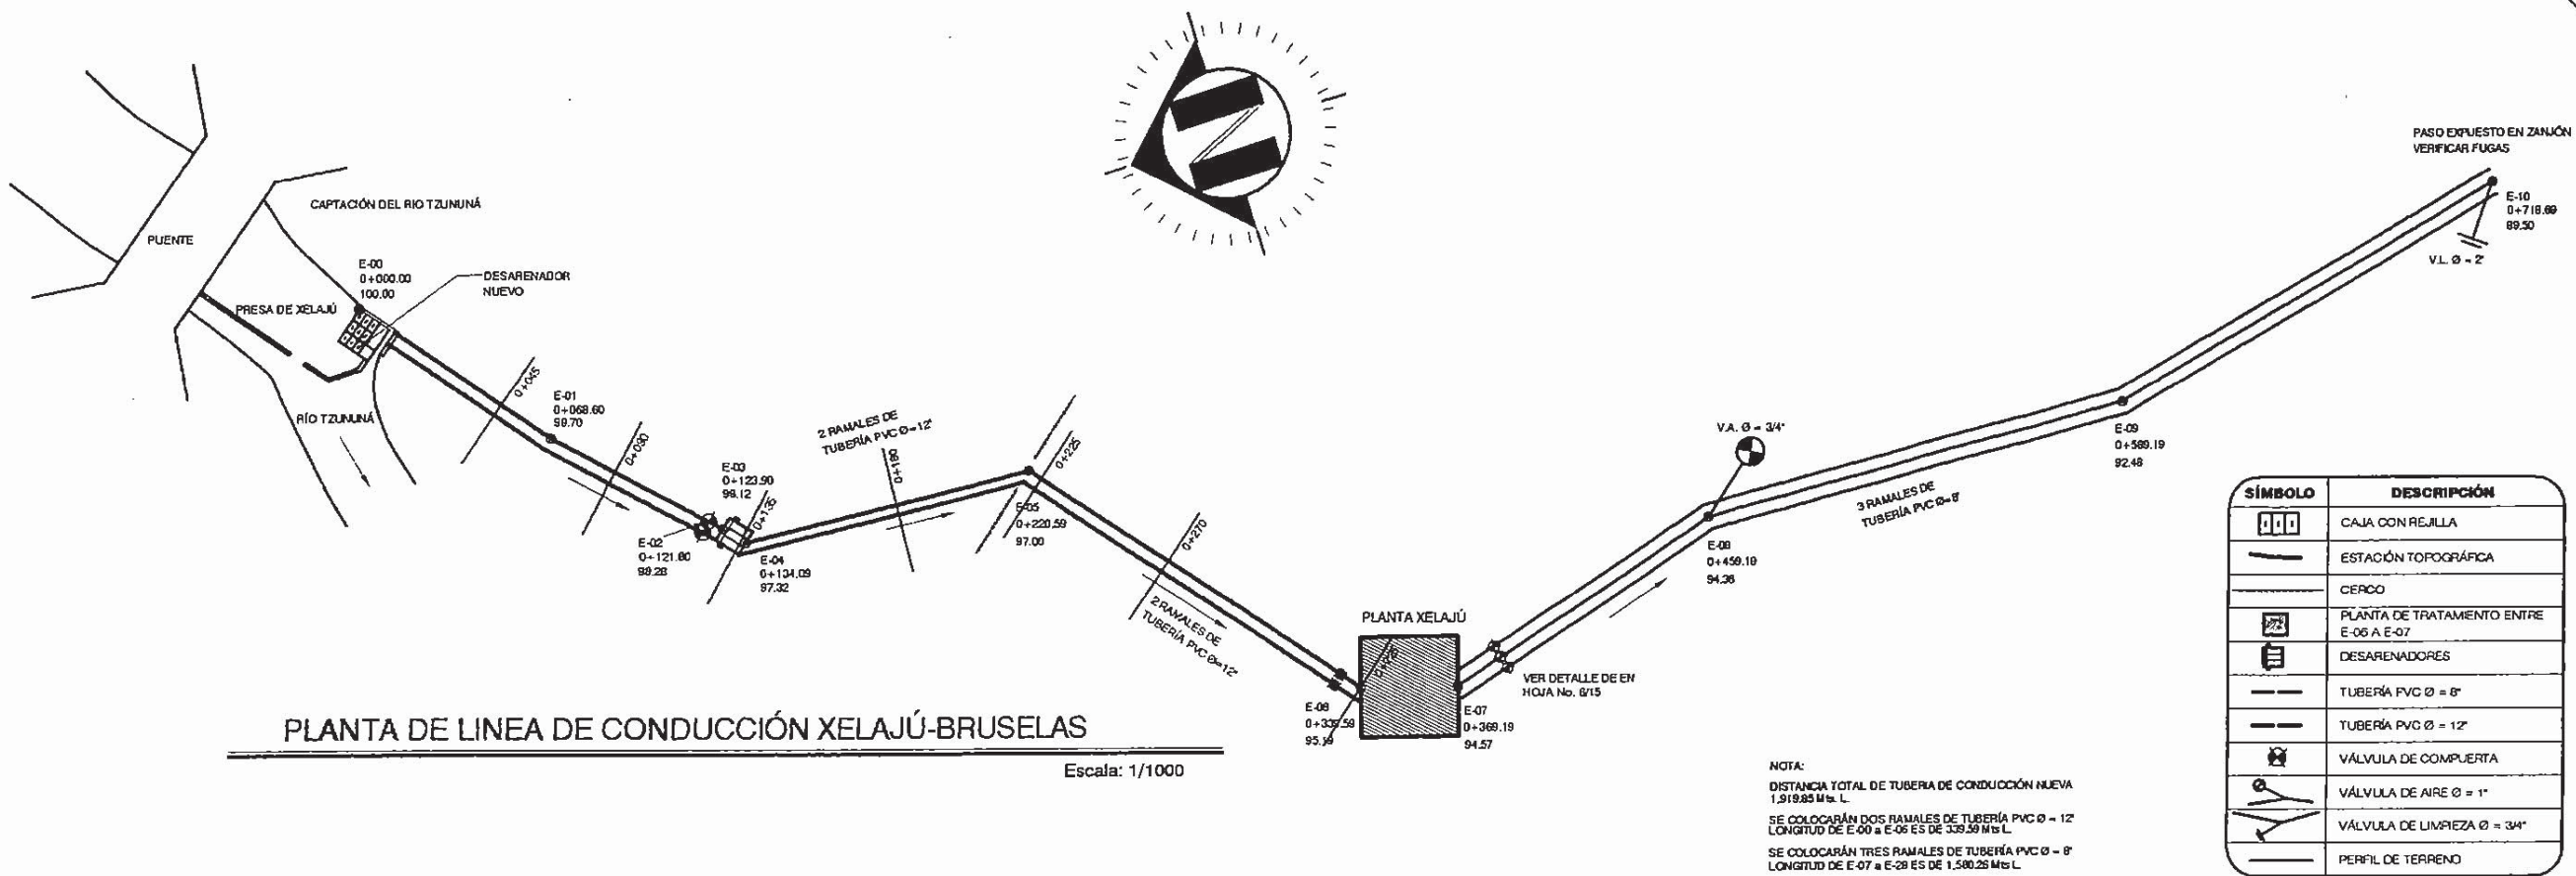 PASO EXPUESTO EN ZANJÓN
VERIFICAR FUGAS
E-10
0+718.69
89.50
V.L. Ø = 2"
CAPTACIÓN DEL RIO TZUNUNÁ
PUENTE
E-00
0+000.00
100.00
DESARENADOR
NUEVO
PRESA DE XELAJÚ
RÍO TZUNUNÁ
0+045
E-01
0+068.60
99.70
0+090
E-03
0+123.90
98.12
0+135
E-02
0+121.80
98.28
E-04
0+134.09
97.32
2 RAMALES DE
TUBERÍA PVC Ø=12"
0+180
0+225
E-05
0+220.59
97.00
0+270
2 RAMALES DE
TUBERÍA PVC Ø=12"
V.A. Ø = 3/4"
3 RAMALES DE
TUBERÍA PVC Ø=8"
E-09
0+589.19
92.48
E-08
0+459.19
94.36
PLANTA XELAJÚ
VER DETALLE DE EN
HOJA No. 6/15
E-06
0+339.59
95.19
E-07
0+369.19
94.57
PLANTA DE LINEA DE CONDUCCIÓN XELAJÚ-BRUSELAS
Escala: 1/1000
NOTA:
DISTANCIA TOTAL DE TUBERIA DE CONDUCCIÓN NUEVA
1,919.85 Mts. L.
SE COLOCARÁN DOS RAMALES DE TUBERÍA PVC Ø = 12"
LONGITUD DE E-00 a E-06 ES DE 339.59 Mts L.
SE COLOCARÁN TRES RAMALES DE TUBERÍA PVC Ø = 8"
LONGITUD DE E-07 a E-28 ES DE 1,580.26 Mts L.
SÍMBOLO DESCRIPCIÓN
CAJA CON REJILLA
ESTACIÓN TOPOGRÁFICA
CERCO
PLANTA DE TRATAMIENTO ENTRE
E-06 A E-07
DESARENADORES
TUBERÍA PVC Ø = 8"
TUBERÍA PVC Ø = 12"
VÁLVULA DE COMPUERTA
VÁLVULA DE AIRE Ø = 1"
VÁLVULA DE LIMPIEZA Ø = 3/4"
PERFIL DE TERRENO